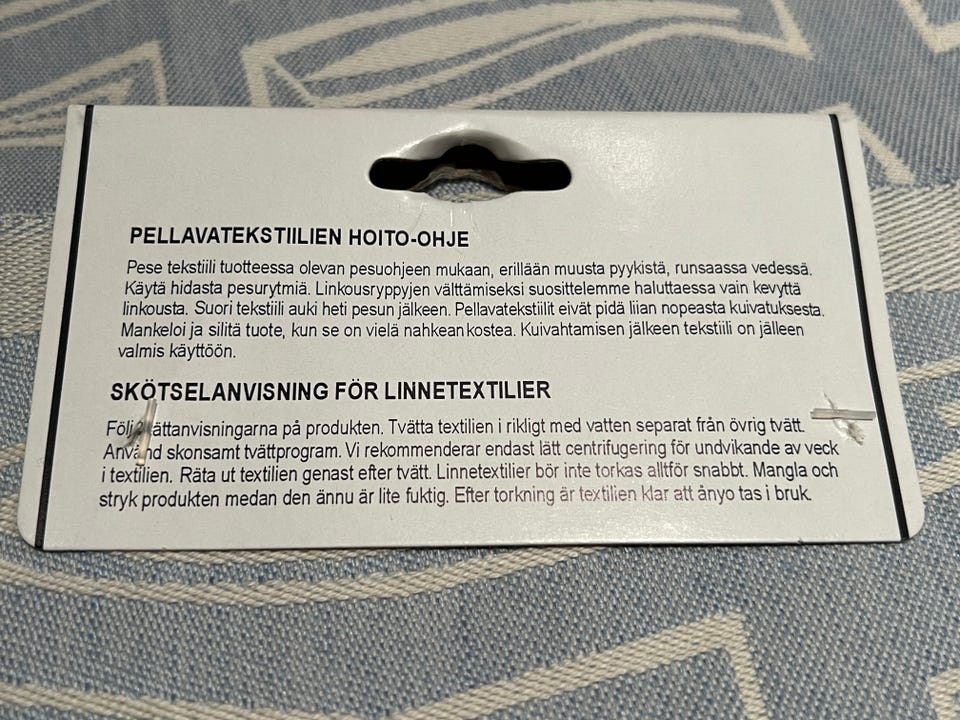 PELLAVATEKSTIILIEN HOITO-OHJE
Pese tekstiili tuotteessa olevan pesuohjeen mukaan, erillään muusta pyykistä, runsaassa vedessä.
Käytä hidasta pesurytmiä. Linkousryppyjen välttämiseksi suosittelemme haluttaessa vain kevyttä
linkousta. Suori tekstiili auki heti pesun jälkeen. Pellavatekstiilit eivät pidä liian nopeasta kuivatuksesta.
Mankeloi ja silitä tuote, kun se on vielä nahkeankostea. Kuivahtamisen jälkeen tekstiili on jälleen
valmis käyttöön.
SKÖTSELANVISNING FÖR LINNETEXTILIER
på produkten. Tvätta textilen i rikligt med vatten separat från övrig tvätt.
Använd skonsamt tvättprogram. Vi rekommenderar endast lätt centrifugering för undvikande av veck
i textilen. Räta ut textilen genast efter tvätt. Linnetextilier bör inte torkas alltför snabbt. Mangla och
stryk produkten medan den ännu är lite fuktig. Efter torkning är textilien klar att ånyo tas i bruk.